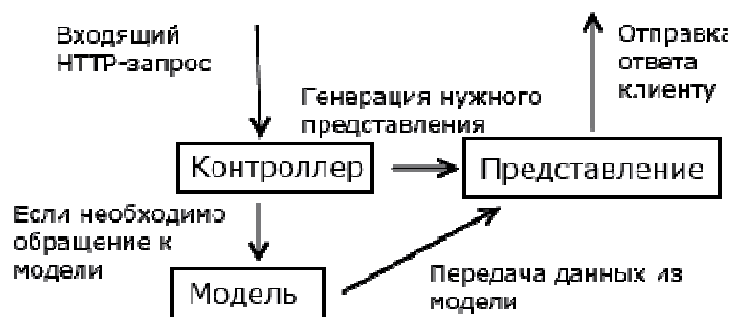 Входящий
HTTP-запрос
Отправка
ответа
клиенту
Генерация нужного
представления
Контроллер
Представление
Если необходимо
обращение к
модели
Модель
Передача данных из
модели